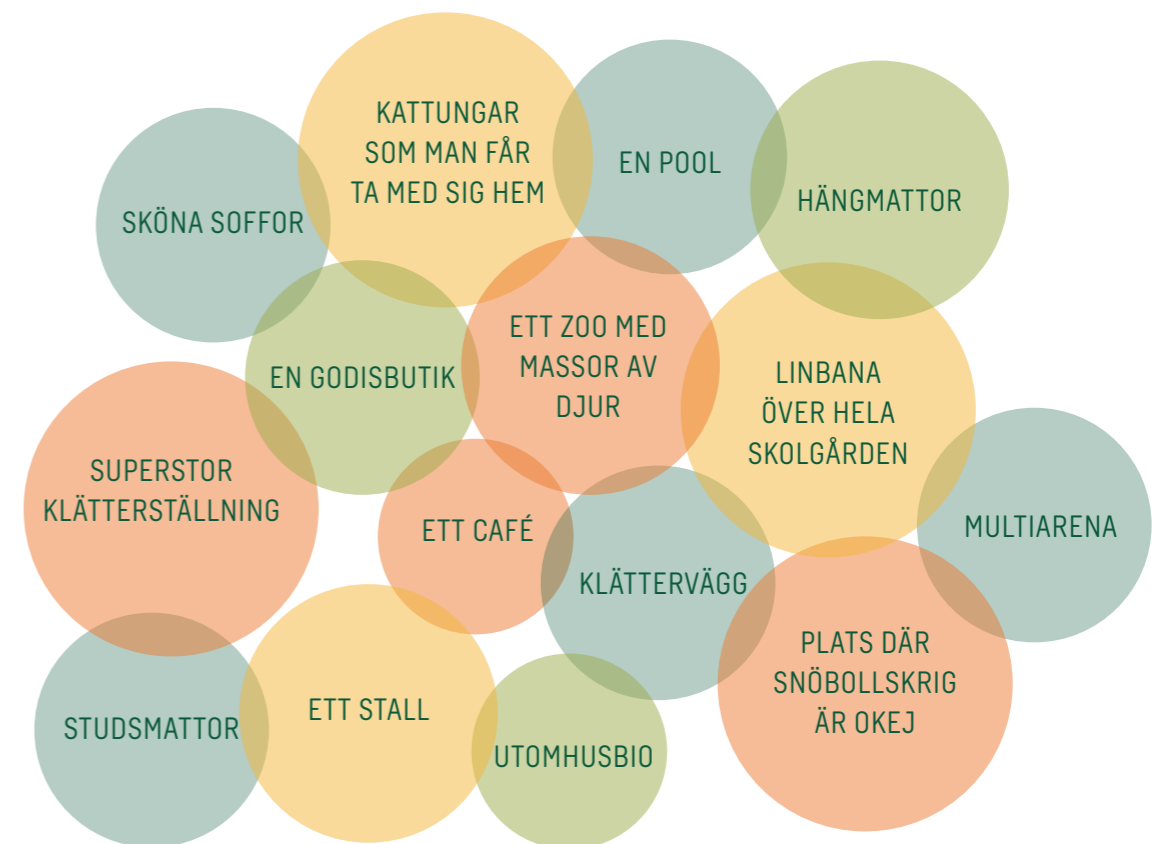 KATTUNGAR
SOM MAN FÅR
TA MED SIG HEM
EN POOL
HÄNGMATTOR
SKÖNA SOFFOR
ETT ZOO MED
MASSOR AV
DJUR
EN GODISBUTIK
LINBANA
ÖVER HELA
SKOLGÅRDEN
SUPERSTOR
KLÄTTERSTÄLLNING
ETT CAFÉ
MULTIARENA
KLÄTTERVÄGG
PLATS DÄR
SNÖBOLLSKRIG
ÄR OKEJ
STUDSMATTOR
ETT STALL
UTOMHUSBIO